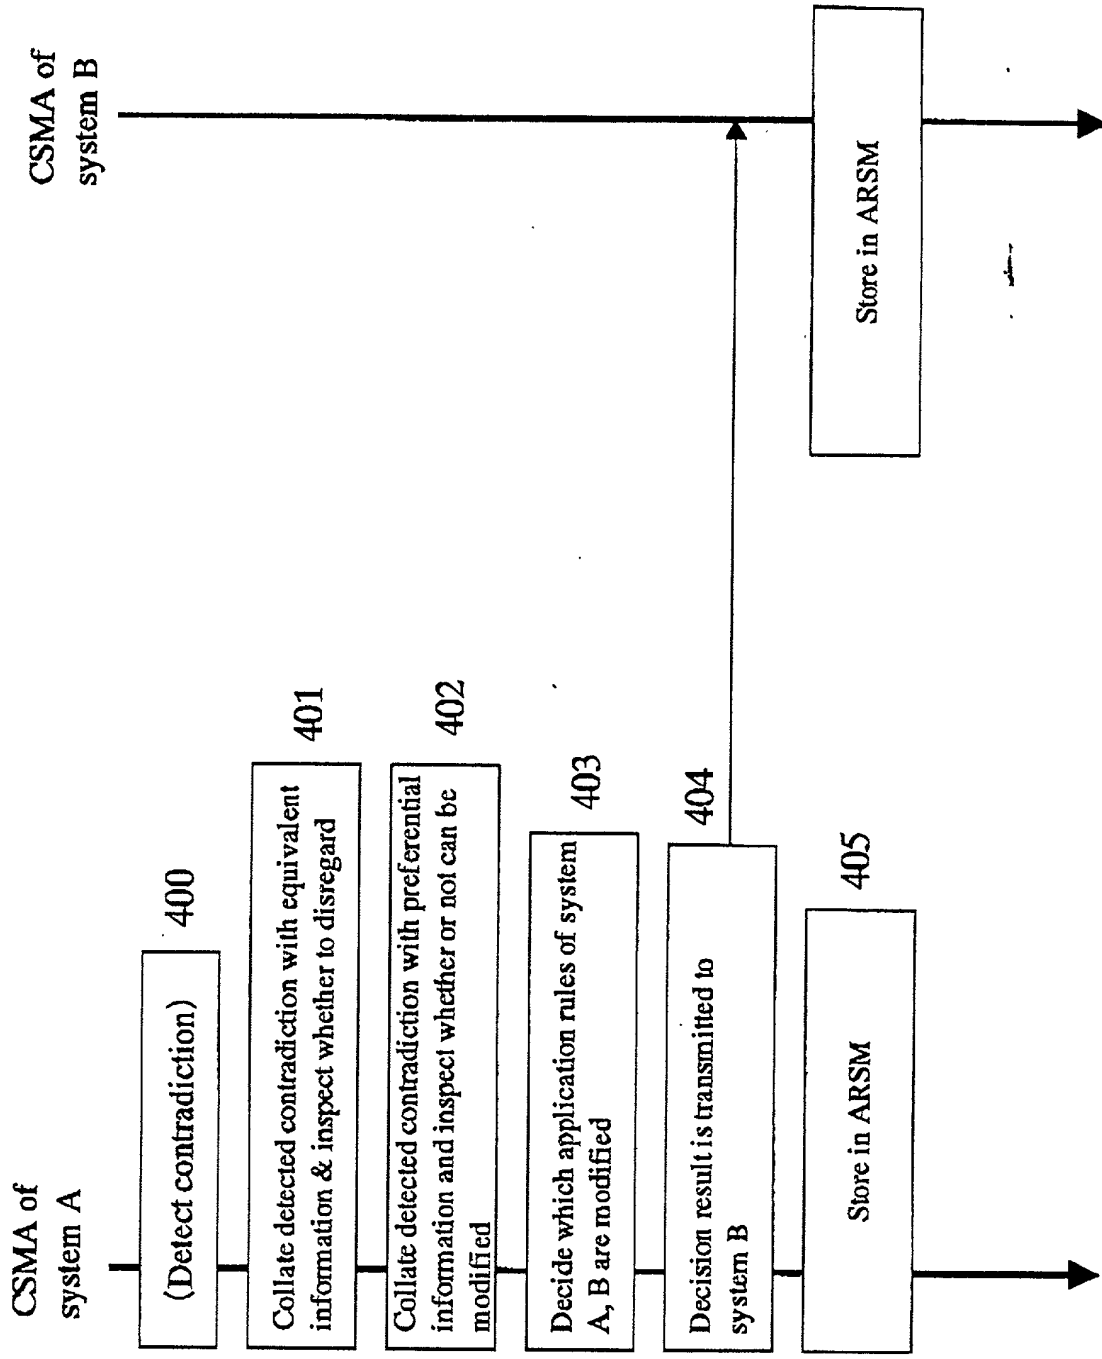 CSMA of
system A
CSMA of
system B
(Detect contradiction)
400
Collate detected contradiction with equivalent
information & inspect whether to disregard
401
Collate detected contradiction with preferential
information and inspect whether or not can be
modified
402
Decide which application rules of system
A, B are modified
403
Decision result is transmitted to
system B
404
Store in ARSM
405
Store in ARSM